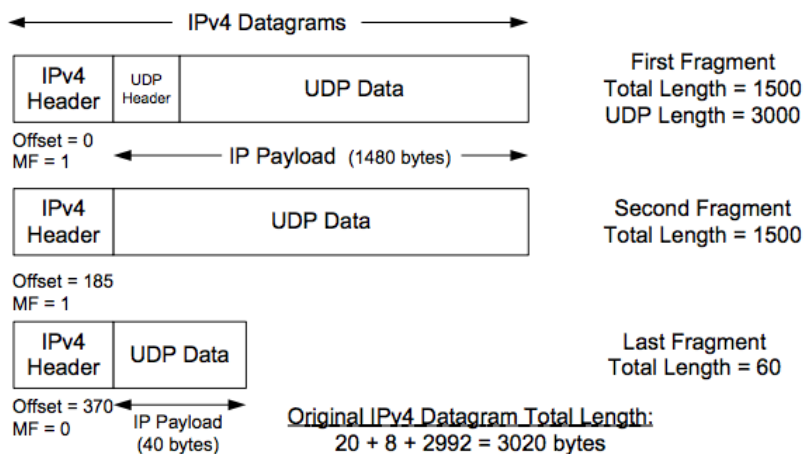 IPv4 Datagrams
IPv4
Header
UDP
Header
UDP Data
First Fragment
Total Length = 1500
UDP Length = 3000
Offset = 0
MF = 1
IP Payload (1480 bytes)
IPv4
Header
UDP Data
Second Fragment
Total Length = 1500
Offset = 185
MF = 1
IPv4
Header
UDP Data
Last Fragment
Total Length = 60
Offset = 370
MF = 0
IP Payload
(40 bytes)
Original IPv4 Datagram Total Length:
20 + 8 + 2992 = 3020 bytes